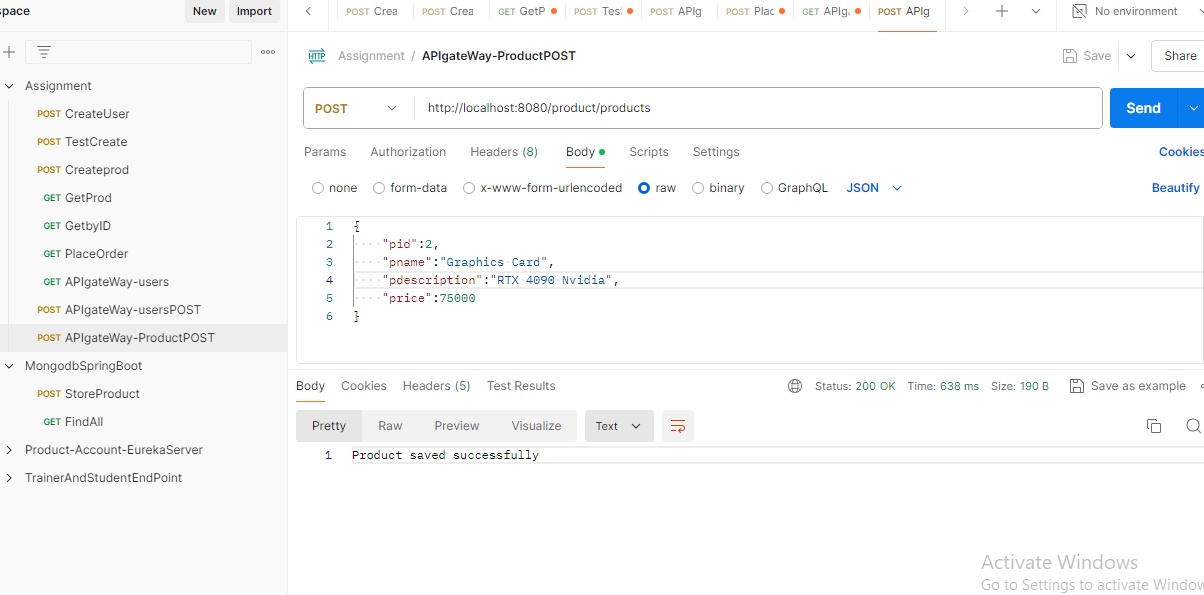 space New Import
POST Crea POST Crea GET GetP POST Tes POST APIg POST Plac GET APIg POST APIg No environment
HTTP Assignment / APIgateWay-ProductPOST Save Share
Assignment
POST CreateUser
POST TestCreate
POST Createprod
GET GetProd
GET GetbyID
GET PlaceOrder
GET APIgateWay-users
POST APIgateWay-usersPOST
POST APIgateWay-ProductPOST
MongodbSpringBoot
POST StoreProduct
GET FindAll
Product-Account-EurekaServer
TrainerAndStudentEndPoint
POST http://localhost:8080/product/products Send
Params Authorization Headers (8) Body Scripts Settings Cookies
none form-data x-www-form-urlencoded raw binary GraphQL JSON Beautify
1 {
2 "pid":2,
3 "pname":"Graphics Card",
4 "pdescription":"RTX 4090 Nvidia",
5 "price":75000
6 }
Body Cookies Headers (5) Test Results Status: 200 OK Time: 638 ms Size: 190 B Save as example
Pretty Raw Preview Visualize Text
1 Product saved successfully
Activate Windows
Go to Settings to activate Window